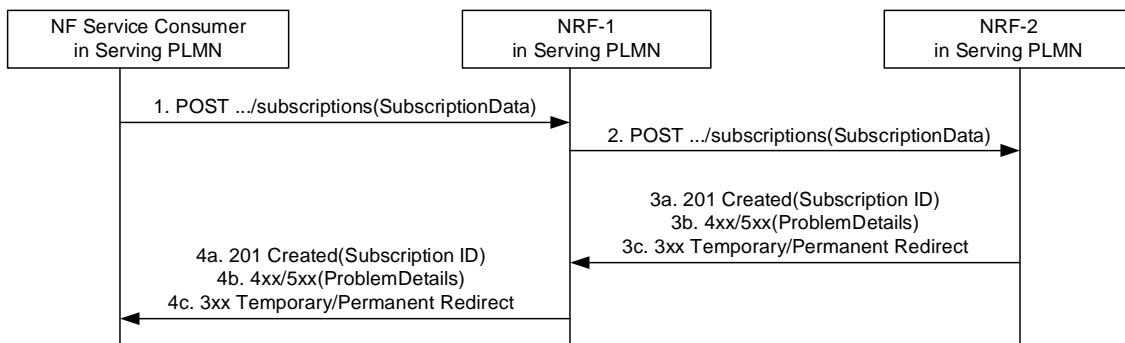 NF Service Consumer
in Serving PLMN
NRF-1
in Serving PLMN
NRF-2
in Serving PLMN
1. POST .../subscriptions(SubscriptionData)
2. POST .../subscriptions(SubscriptionData)
3a. 201 Created(Subscription ID)
3b. 4xx/5xx(ProblemDetails)
3c. 3xx Temporary/Permanent Redirect
4a. 201 Created(Subscription ID)
4b. 4xx/5xx(ProblemDetails)
4c. 3xx Temporary/Permanent Redirect